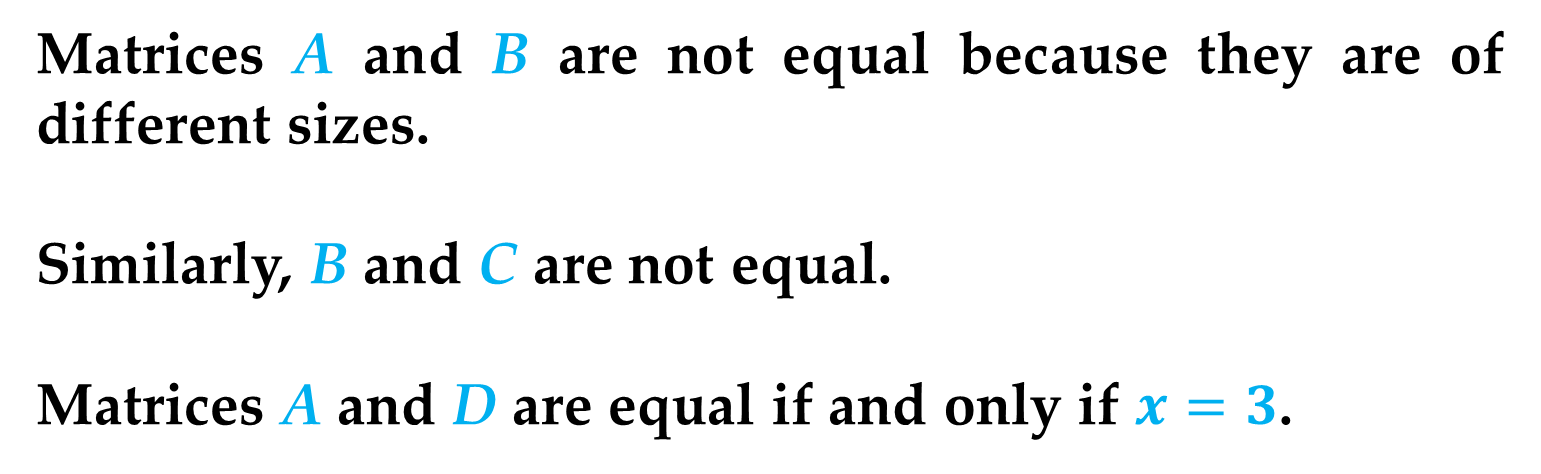 Matrices A and B are not equal because they are of
different sizes.
Similarly, B and C are not equal.
Matrices A and D are equal if and only if x = 3.